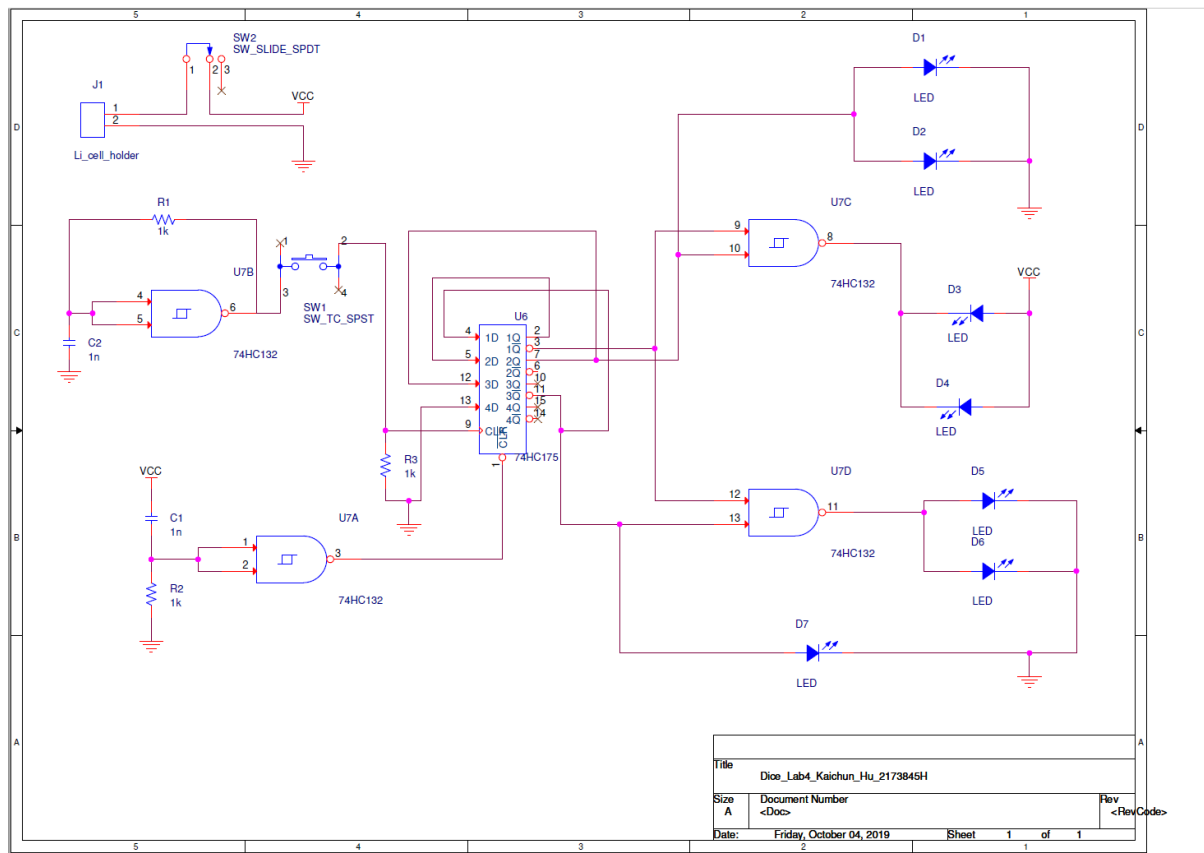 5 4 3 2 1
D
C
B
A
D
C
B
A
SW2
SW_SLIDE_SPDT
1 2 3
J1
1
2
VCC
Li_cell_holder
R1
1k
1 2
3 4
SW1
SW_TC_SPST
U7B
4
5
6
74HC132
C2
1n
U6
4 1D 1Q 2
1Q 3
5 2D 2Q 7
2Q 6
12 3D 3Q 10
3Q 11
13 4D 4Q 15
4Q 14
9 CLK
CLR
1
74HC175
R3
1k
VCC
C1
1n
R2
1k
U7A
1
2
3
74HC132
D1
LED
D2
LED
U7C
9
10
8
74HC132
VCC
D3
LED
D4
LED
U7D
12
13
11
74HC132
D5
LED
D6
LED
D7
LED
Title
Dice_Lab4_Kaichun_Hu_2173845H
Size Document Number Rev
A <Doc> <RevCode>
Date: Friday, October 04, 2019 Sheet 1 of 1
5 4 3 2 1